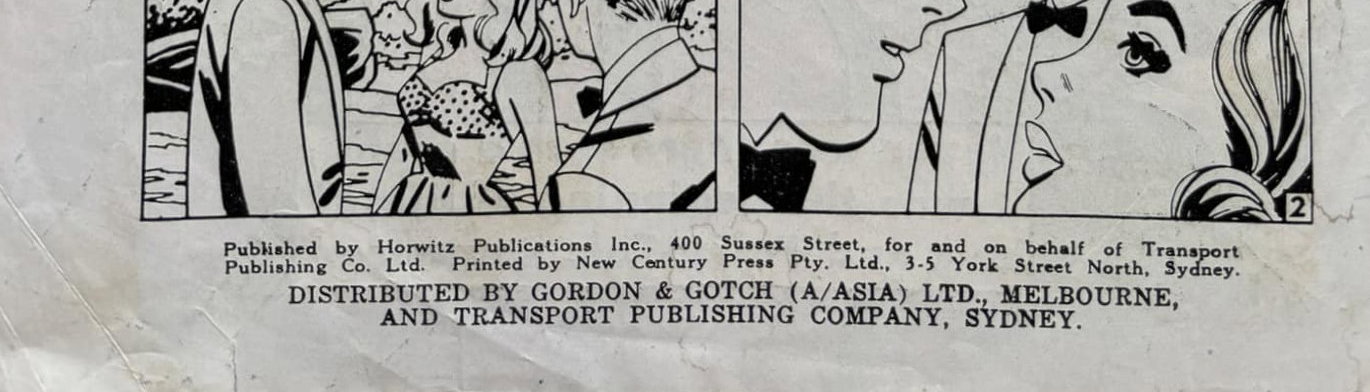 2
Published by Horwitz Publications Inc., 400 Sussex Street, for and on behalf of Transport
Publishing Co. Ltd. Printed by New Century Press Pty. Ltd., 3-5 York Street North, Sydney.
DISTRIBUTED BY GORDON & GOTCH (A/ASIA) LTD., MELBOURNE,
AND TRANSPORT PUBLISHING COMPANY, SYDNEY.